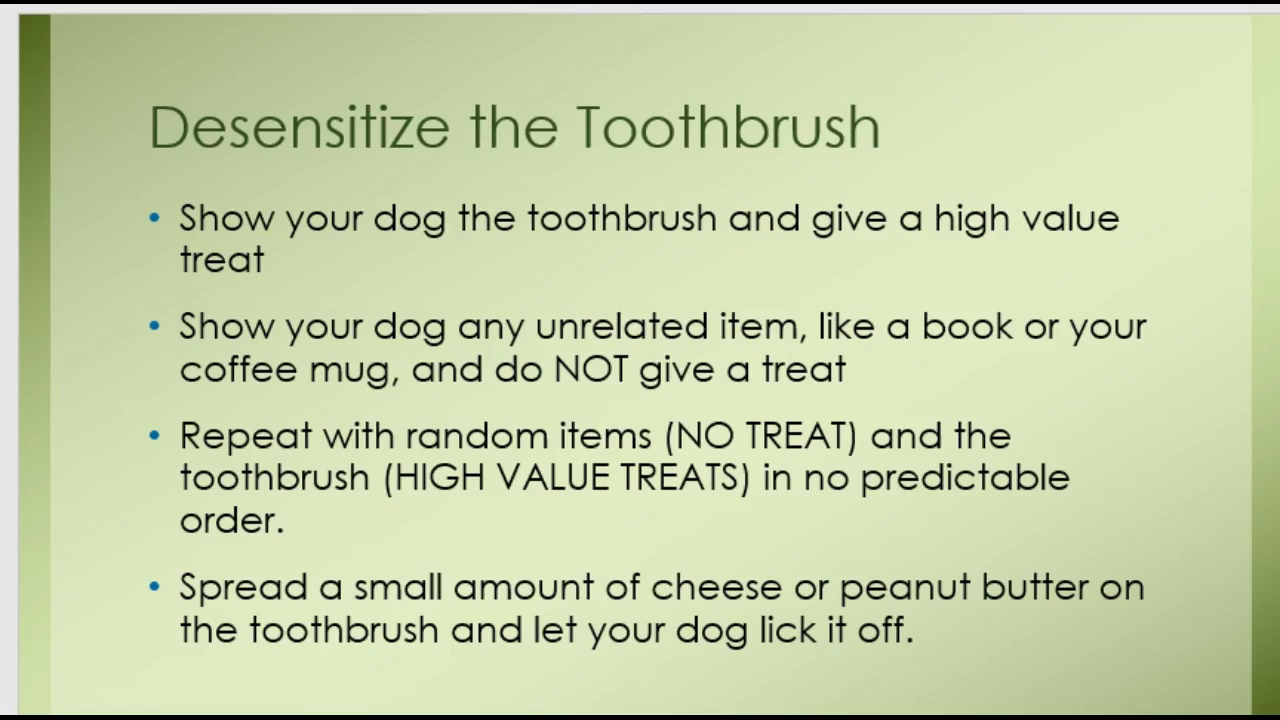 Desensitize the Toothbrush
• Show your dog the toothbrush and give a high value
treat
• Show your dog any unrelated item, like a book or your
coffee mug, and do NOT give a treat
• Repeat with random items (NO TREAT) and the
toothbrush (HIGH VALUE TREATS) in no predictable
order.
• Spread a small amount of cheese or peanut butter on
the toothbrush and let your dog lick it off.